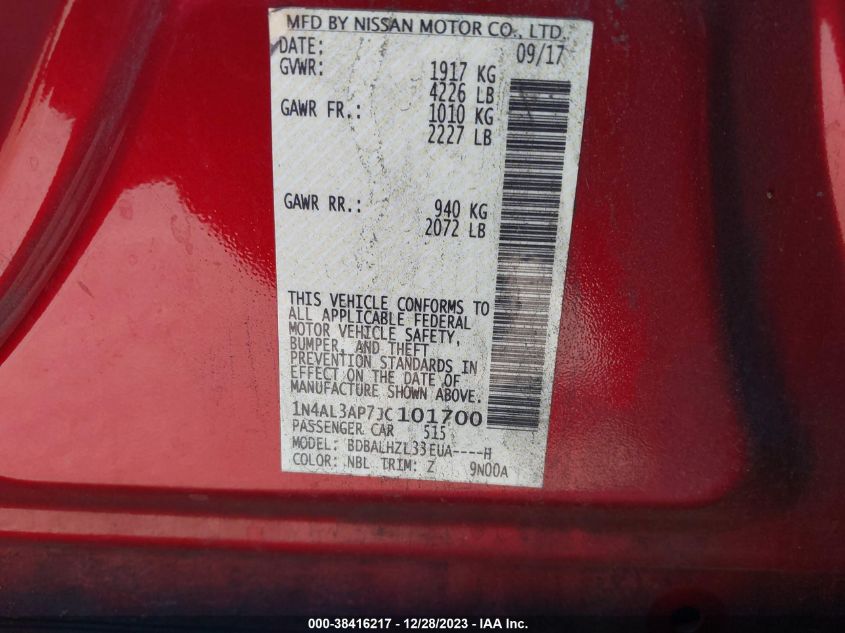 MFD BY NISSAN MOTOR CO., LTD.
DATE: 09/17
GVWR: 1917 KG
4226 LB
GAWR FR.: 1010 KG
2227 LB
GAWR RR.: 940 KG
2072 LB
THIS VEHICLE CONFORMS TO
ALL APPLICABLE FEDERAL
MOTOR VEHICLE SAFETY,
BUMPER, AND THEFT
PREVENTION STANDARDS IN
EFFECT ON THE DATE OF
MANUFACTURE SHOWN ABOVE.
1N4AL3AP7JC101700
PASSENGER CAR 515
MODEL: BDBALHZL33EUA----H
COLOR: NBL TRIM: Z 9N00A
000-38416217 - 12/28/2023 - IAA Inc.